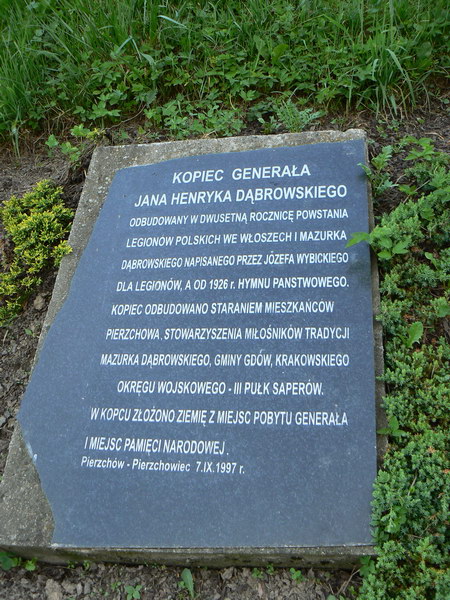 KOPIEC GENERAŁA
JANA HENRYKA DĄBROWSKIEGO
ODBUDOWANY W DWUSETNĄ ROCZNICĘ POWSTANIA
LEGIONÓW POLSKICH WE WŁOSZECH I MAZURKA
DĄBROWSKIEGO NAPISANEGO PRZEZ JÓZEFA WYBICKIEGO
DLA LEGIONÓW, A OD 1926 r. HYMNU PAŃSTWOWEGO.
KOPIEC ODBUDOWANO STARANIEM MIESZKAŃCÓW
PIERZCHOWA, STOWARZYSZENIA MIŁOŚNIKÓW TRADYCJI
MAZURKA DĄBROWSKIEGO, GMINY GDÓW, KRAKOWSKIEGO
OKRĘGU WOJSKOWEGO - III PUŁK SAPERÓW.
W KOPCU ZŁOŻONO ZIEMIĘ Z MIEJSC POBYTU GENERAŁA
I MIEJSC PAMIĘCI NARODOWEJ.
Pierzchów - Pierzchowiec 7.IX.1997 r.